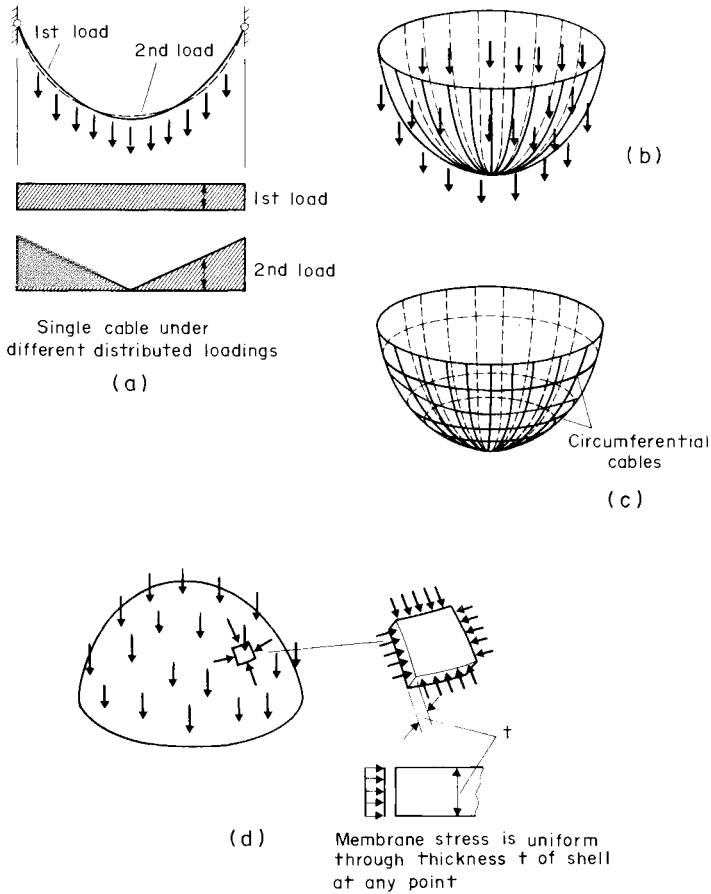 1st load
2nd load
1st load
2nd load
Single cable under
different distributed loadings
(a)
(b)
Circumferential
cables
(c)
t
(d)
Membrane stress is uniform
through thickness t of shell
at any point